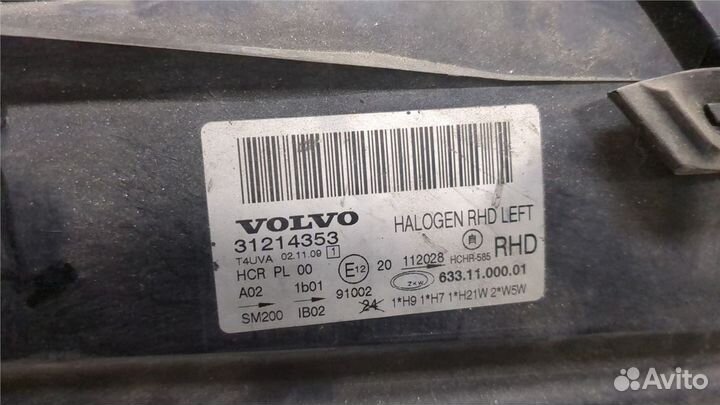 VOLVO HALOGEN RHD LEFT
31214353
T4UVA 02.11.09 1 HCHR-585 RHD
HCR PL 00 E12 20 112028
A02 1b01 91002 ZKW 633.11.000.01
SM200 IB02 24 1*H9 1*H7 1*H21W 2*W5W
Avito